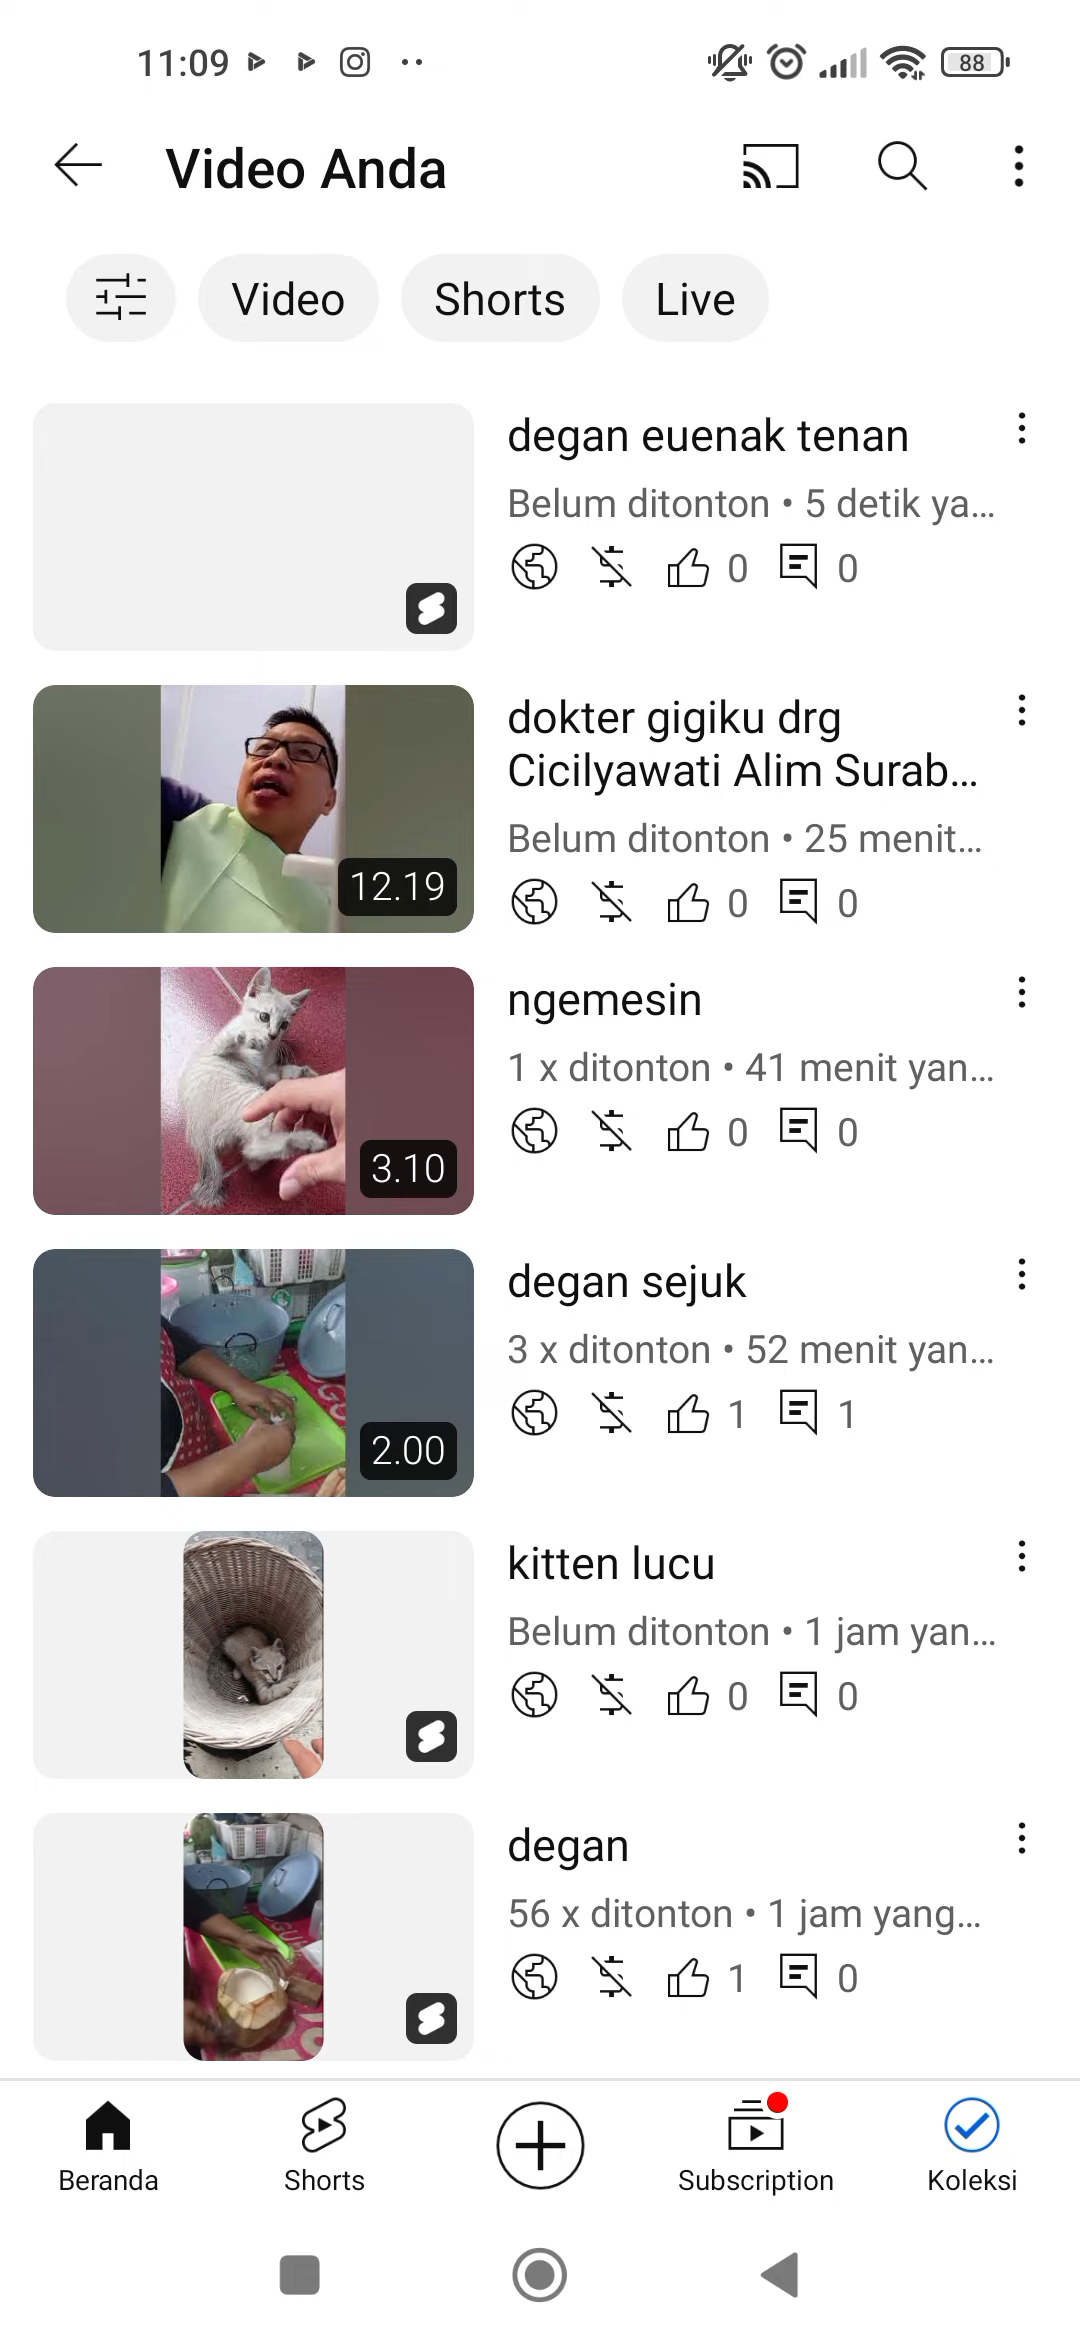 11:09
88
Video Anda
Video Shorts Live
degan euenak tenan
Belum ditonton • 5 detik ya...
0 0
dokter gigiku drg
Cicilyawati Alim Surab...
Belum ditonton • 25 menit...
0 0
12.19
ngemesin
1 x ditonton • 41 menit yan...
0 0
3.10
degan sejuk
3 x ditonton • 52 menit yan...
1 1
2.00
kitten lucu
Belum ditonton • 1 jam yan...
0 0
degan
56 x ditonton • 1 jam yang...
1 0
Beranda Shorts Subscription Koleksi